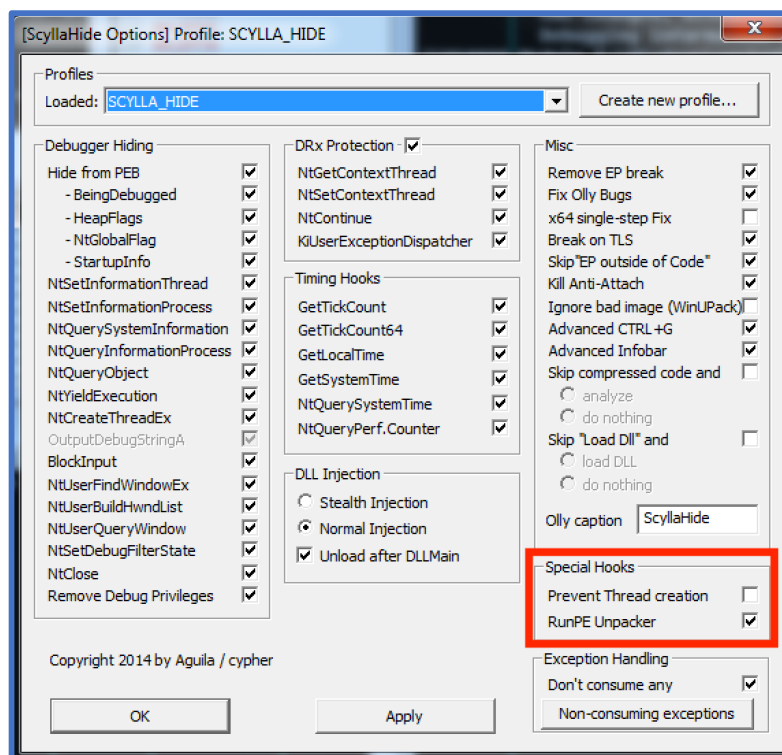 [ScyllaHide Options] Profile: SCYLLA_HIDE
Profiles
Loaded: SCYLLA_HIDE
Create new profile...
Debugger Hiding
Hide from PEB
- BeingDebugged
- HeapFlags
- NtGlobalFlag
- StartupInfo
NtSetInformationThread
NtSetInformationProcess
NtQuerySystemInformation
NtQueryInformationProcess
NtQueryObject
NtYieldExecution
NtCreateThreadEx
OutputDebugStringA
BlockInput
NtUserFindWindowEx
NtUserBuildHwndList
NtUserQueryWindow
NtSetDebugFilterState
NtClose
Remove Debug Privileges
DRx Protection
NtGetContextThread
NtSetContextThread
NtContinue
KiUserExceptionDispatcher
Timing Hooks
GetTickCount
GetTickCount64
GetLocalTime
GetSystemTime
NtQuerySystemTime
NtQueryPerf.Counter
DLL Injection
Stealth Injection
Normal Injection
Unload after DLLMain
Misc
Remove EP break
Fix Olly Bugs
x64 single-step Fix
Break on TLS
Skip"EP outside of Code"
Kill Anti-Attach
Ignore bad image (WinUPack)
Advanced CTRL+G
Advanced Infobar
Skip compressed code and
analyze
do nothing
Skip "Load Dll" and
load DLL
do nothing
Olly caption ScyllaHide
Special Hooks
Prevent Thread creation
RunPE Unpacker
Exception Handling
Don't consume any
Non-consuming exceptions
Copyright 2014 by Aguila / cypher
OK
Apply